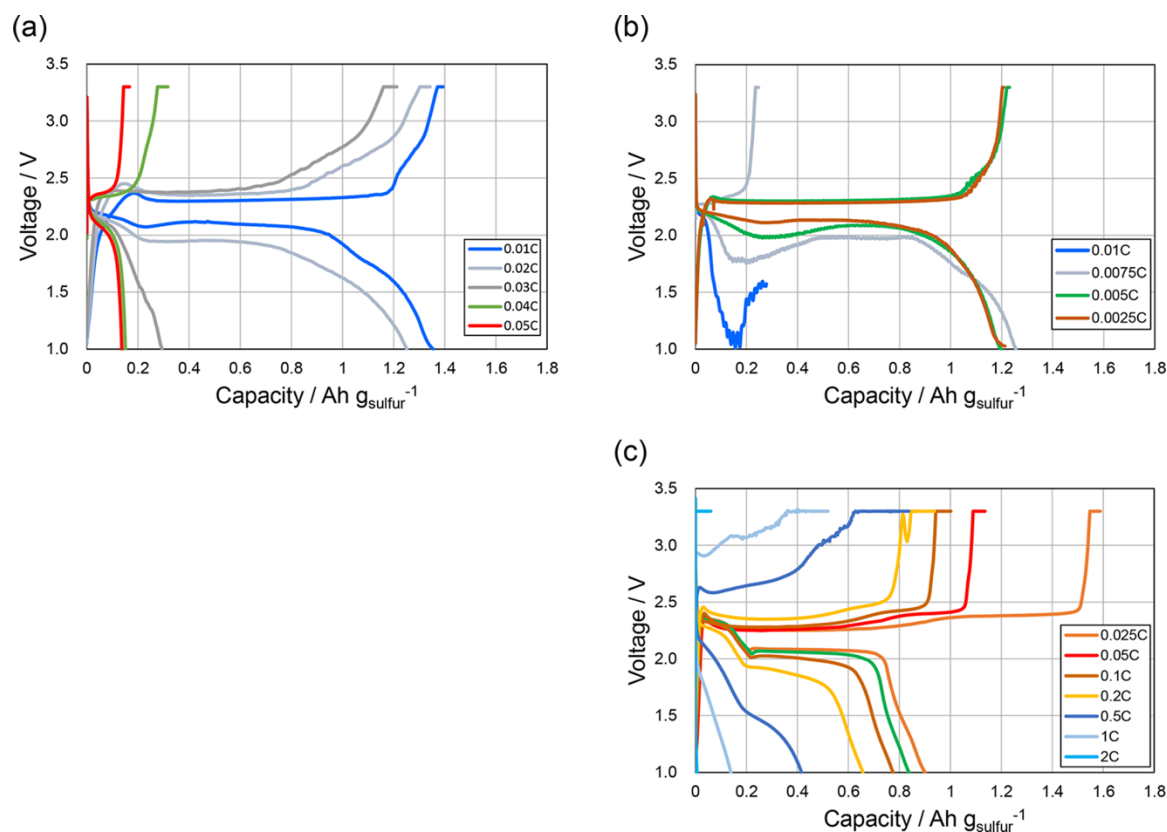 (a)
Voltage / V
3.5
3.0
2.5
2.0
1.5
1.0
0.01C
0.02C
0.03C
0.04C
0.05C
0 0.2 0.4 0.6 0.8 1 1.2 1.4 1.6 1.8
Capacity / Ah gsulfur-1
(b)
Voltage / V
3.5
3.0
2.5
2.0
1.5
1.0
0.01C
0.0075C
0.005C
0.0025C
0 0.2 0.4 0.6 0.8 1 1.2 1.4 1.6 1.8
Capacity / Ah gsulfur-1
(c)
Voltage / V
3.5
3.0
2.5
2.0
1.5
1.0
0.025C
0.05C
0.1C
0.2C
0.5C
1C
2C
0 0.2 0.4 0.6 0.8 1 1.2 1.4 1.6 1.8
Capacity / Ah gsulfur-1